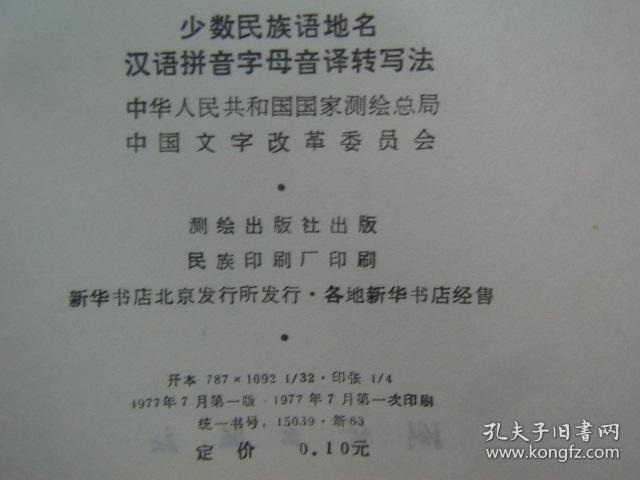 少数民族语地名
汉语拼音字母音译转写法
中华人民共和国国家测绘总局
中国文字改革委员会
测绘出版社出版
民族印刷厂印刷
新华书店北京发行所发行·各地新华书店经售
开本 787×1092 1/32·印张 1/4
1977年7月第一版·1977年7月第一次印刷
统一书号：15039·新63
定价 0.10元
孔夫子旧书网